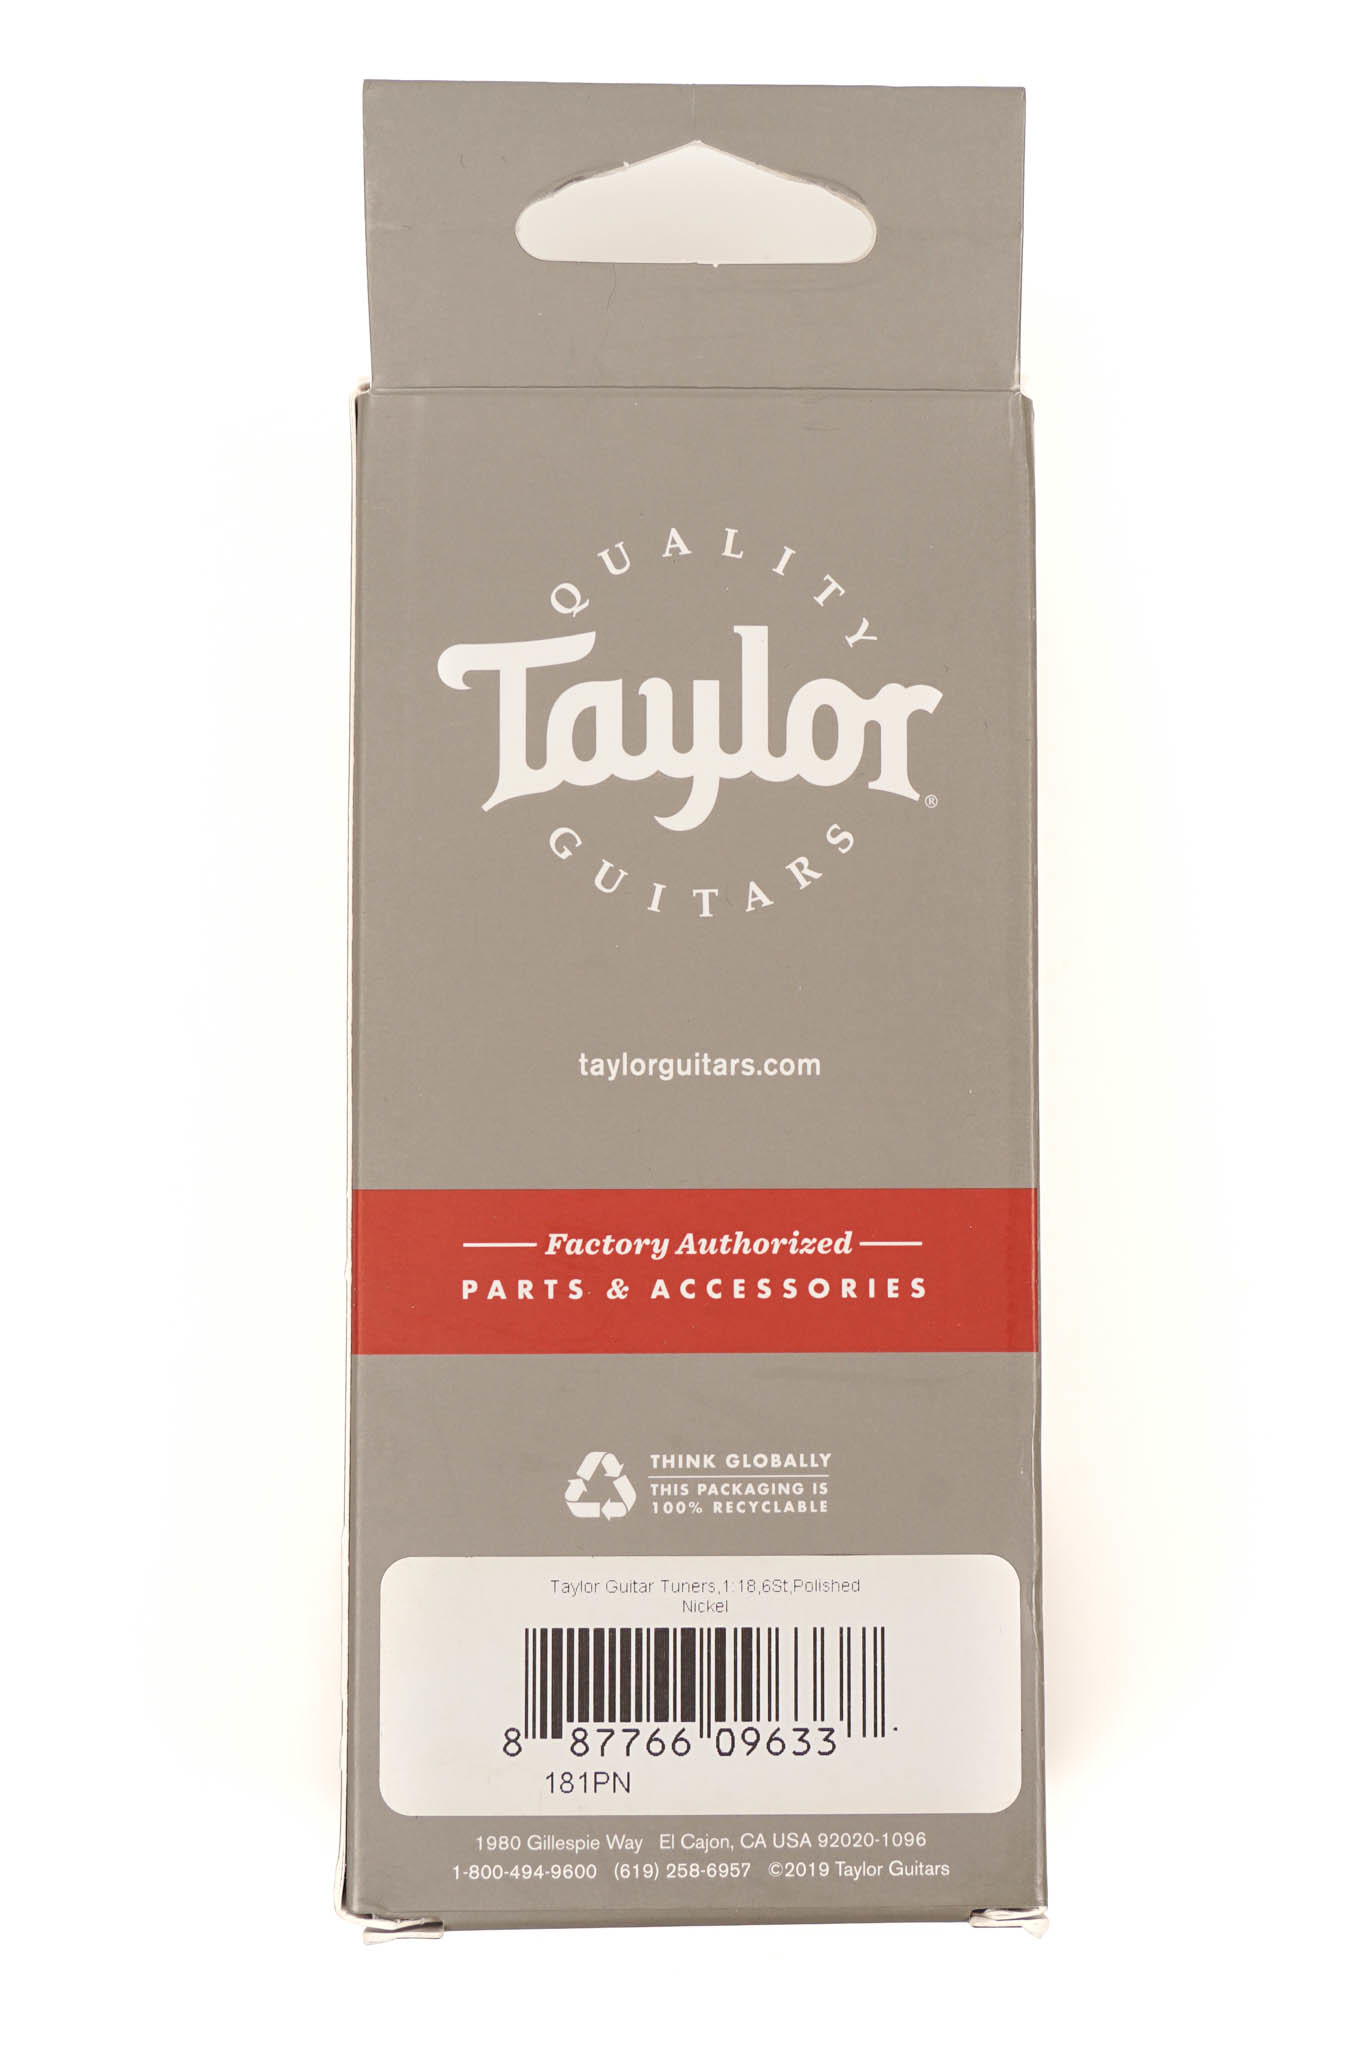 QUALITY
Taylor®
GUITARS
taylorguitars.com
Factory Authorized
PARTS & ACCESSORIES
THINK GLOBALLY
THIS PACKAGING IS
100% RECYCLABLE
Taylor Guitar Tuners,1:18,6St,Polished
Nickel
8 87766 09633
181PN
1980 Gillespie Way El Cajon, CA USA 92020-1096
1-800-494-9600 (619) 258-6957 ©2019 Taylor Guitars